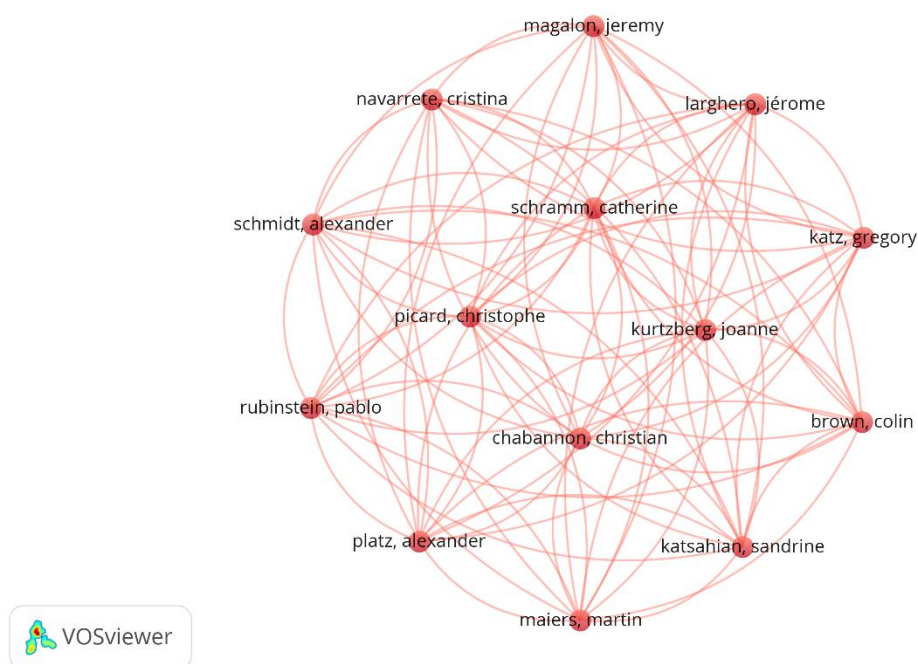 magalon, jeremy
navarrete, cristina
larghero, jérome
schramm, catherine
schmidt, alexander
katz, gregory
picard, christophe
kurtzberg, joanne
rubinstein, pablo
brown, colin
chabannon, christian
platz, alexander
katsahian, sandrine
maiers, martin
VOSviewer